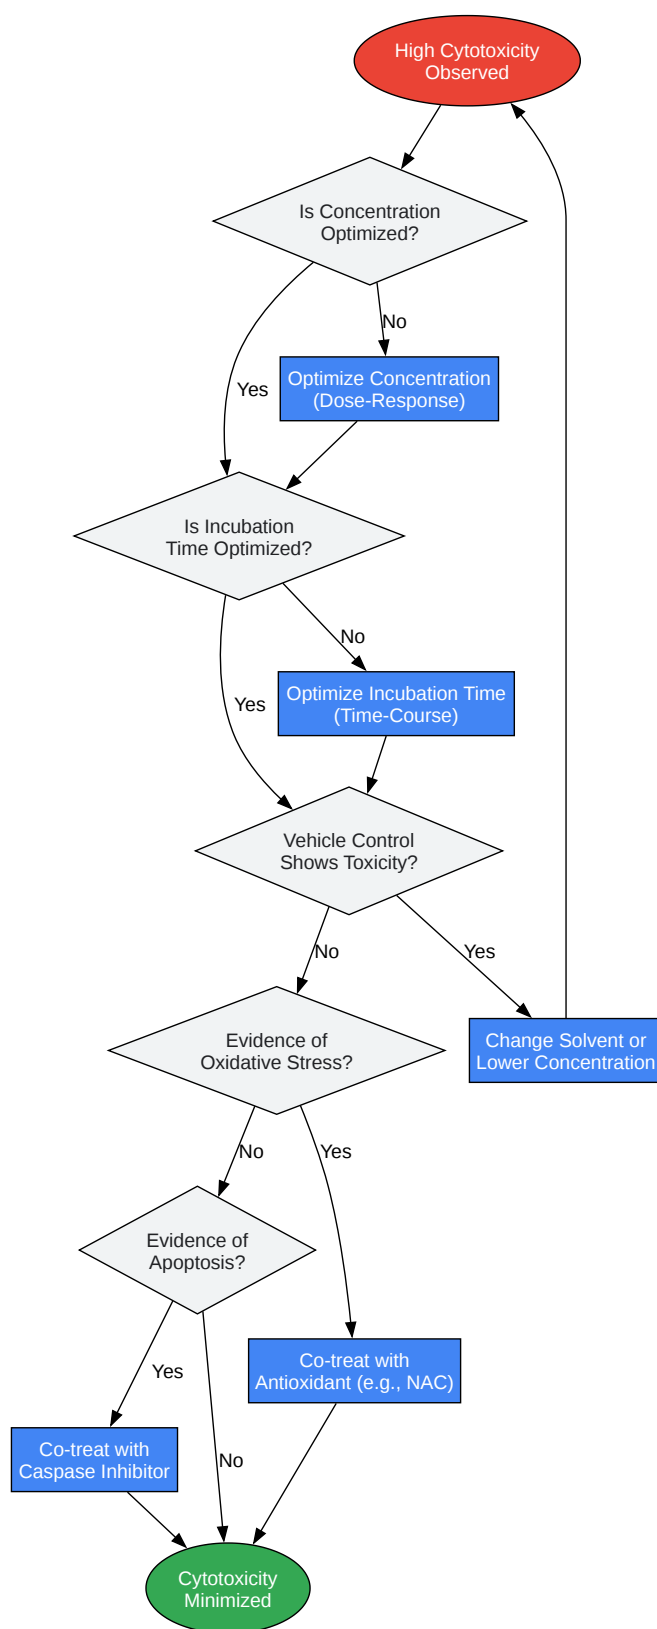 High Cytotoxicity
Observed
Is Concentration
Optimized?
No
Yes
Optimize Concentration
(Dose-Response)
Is Incubation
Time Optimized?
No
Yes
Optimize Incubation Time
(Time-Course)
Vehicle Control
Shows Toxicity?
No
Yes
Evidence of
Oxidative Stress?
Change Solvent or
Lower Concentration
No
Yes
Evidence of
Apoptosis?
Yes
Co-treat with
Antioxidant (e.g., NAC)
Co-treat with
Caspase Inhibitor
No
Cytotoxicity
Minimized